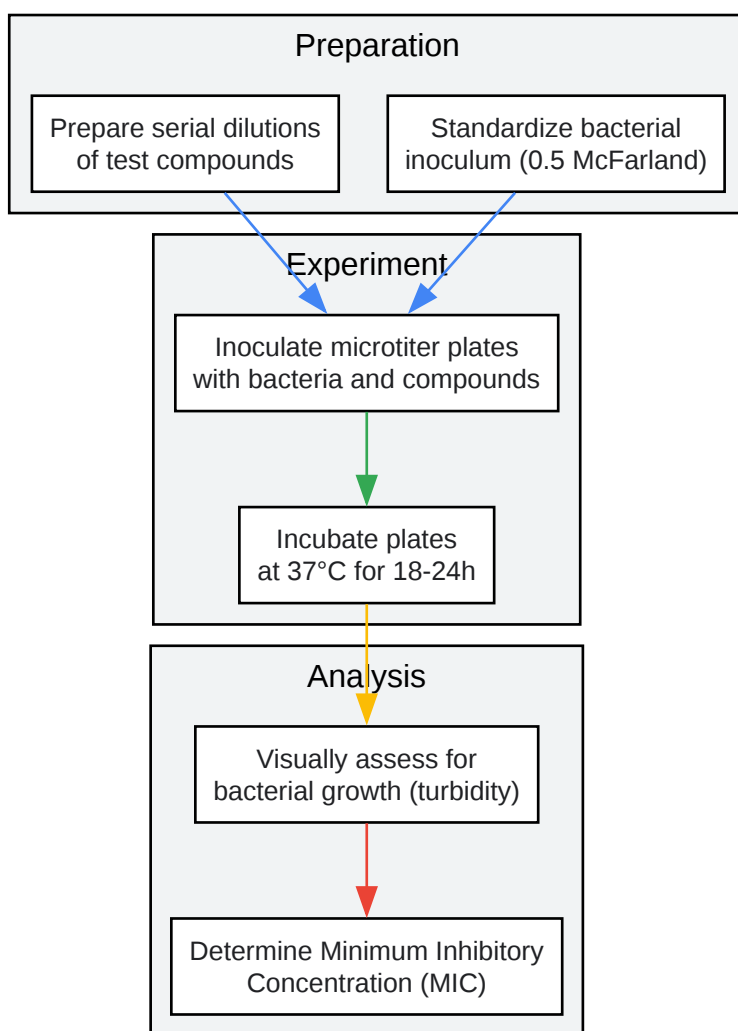 Preparation
Prepare serial dilutions
of test compounds
Standardize bacterial
inoculum (0.5 McFarland)
Experiment
Inoculate microtiter plates
with bacteria and compounds
Incubate plates
at 37°C for 18-24h
Analysis
Visually assess for
bacterial growth (turbidity)
Determine Minimum Inhibitory
Concentration (MIC)